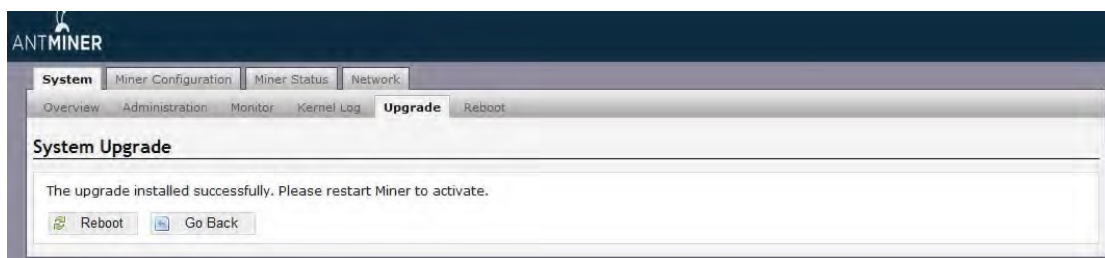 ANTMINER
System Miner Configuration Miner Status Network
Overview Administration Monitor Kernel Log Upgrade Reboot
System Upgrade
The upgrade installed successfully. Please restart Miner to activate.
Reboot Go Back